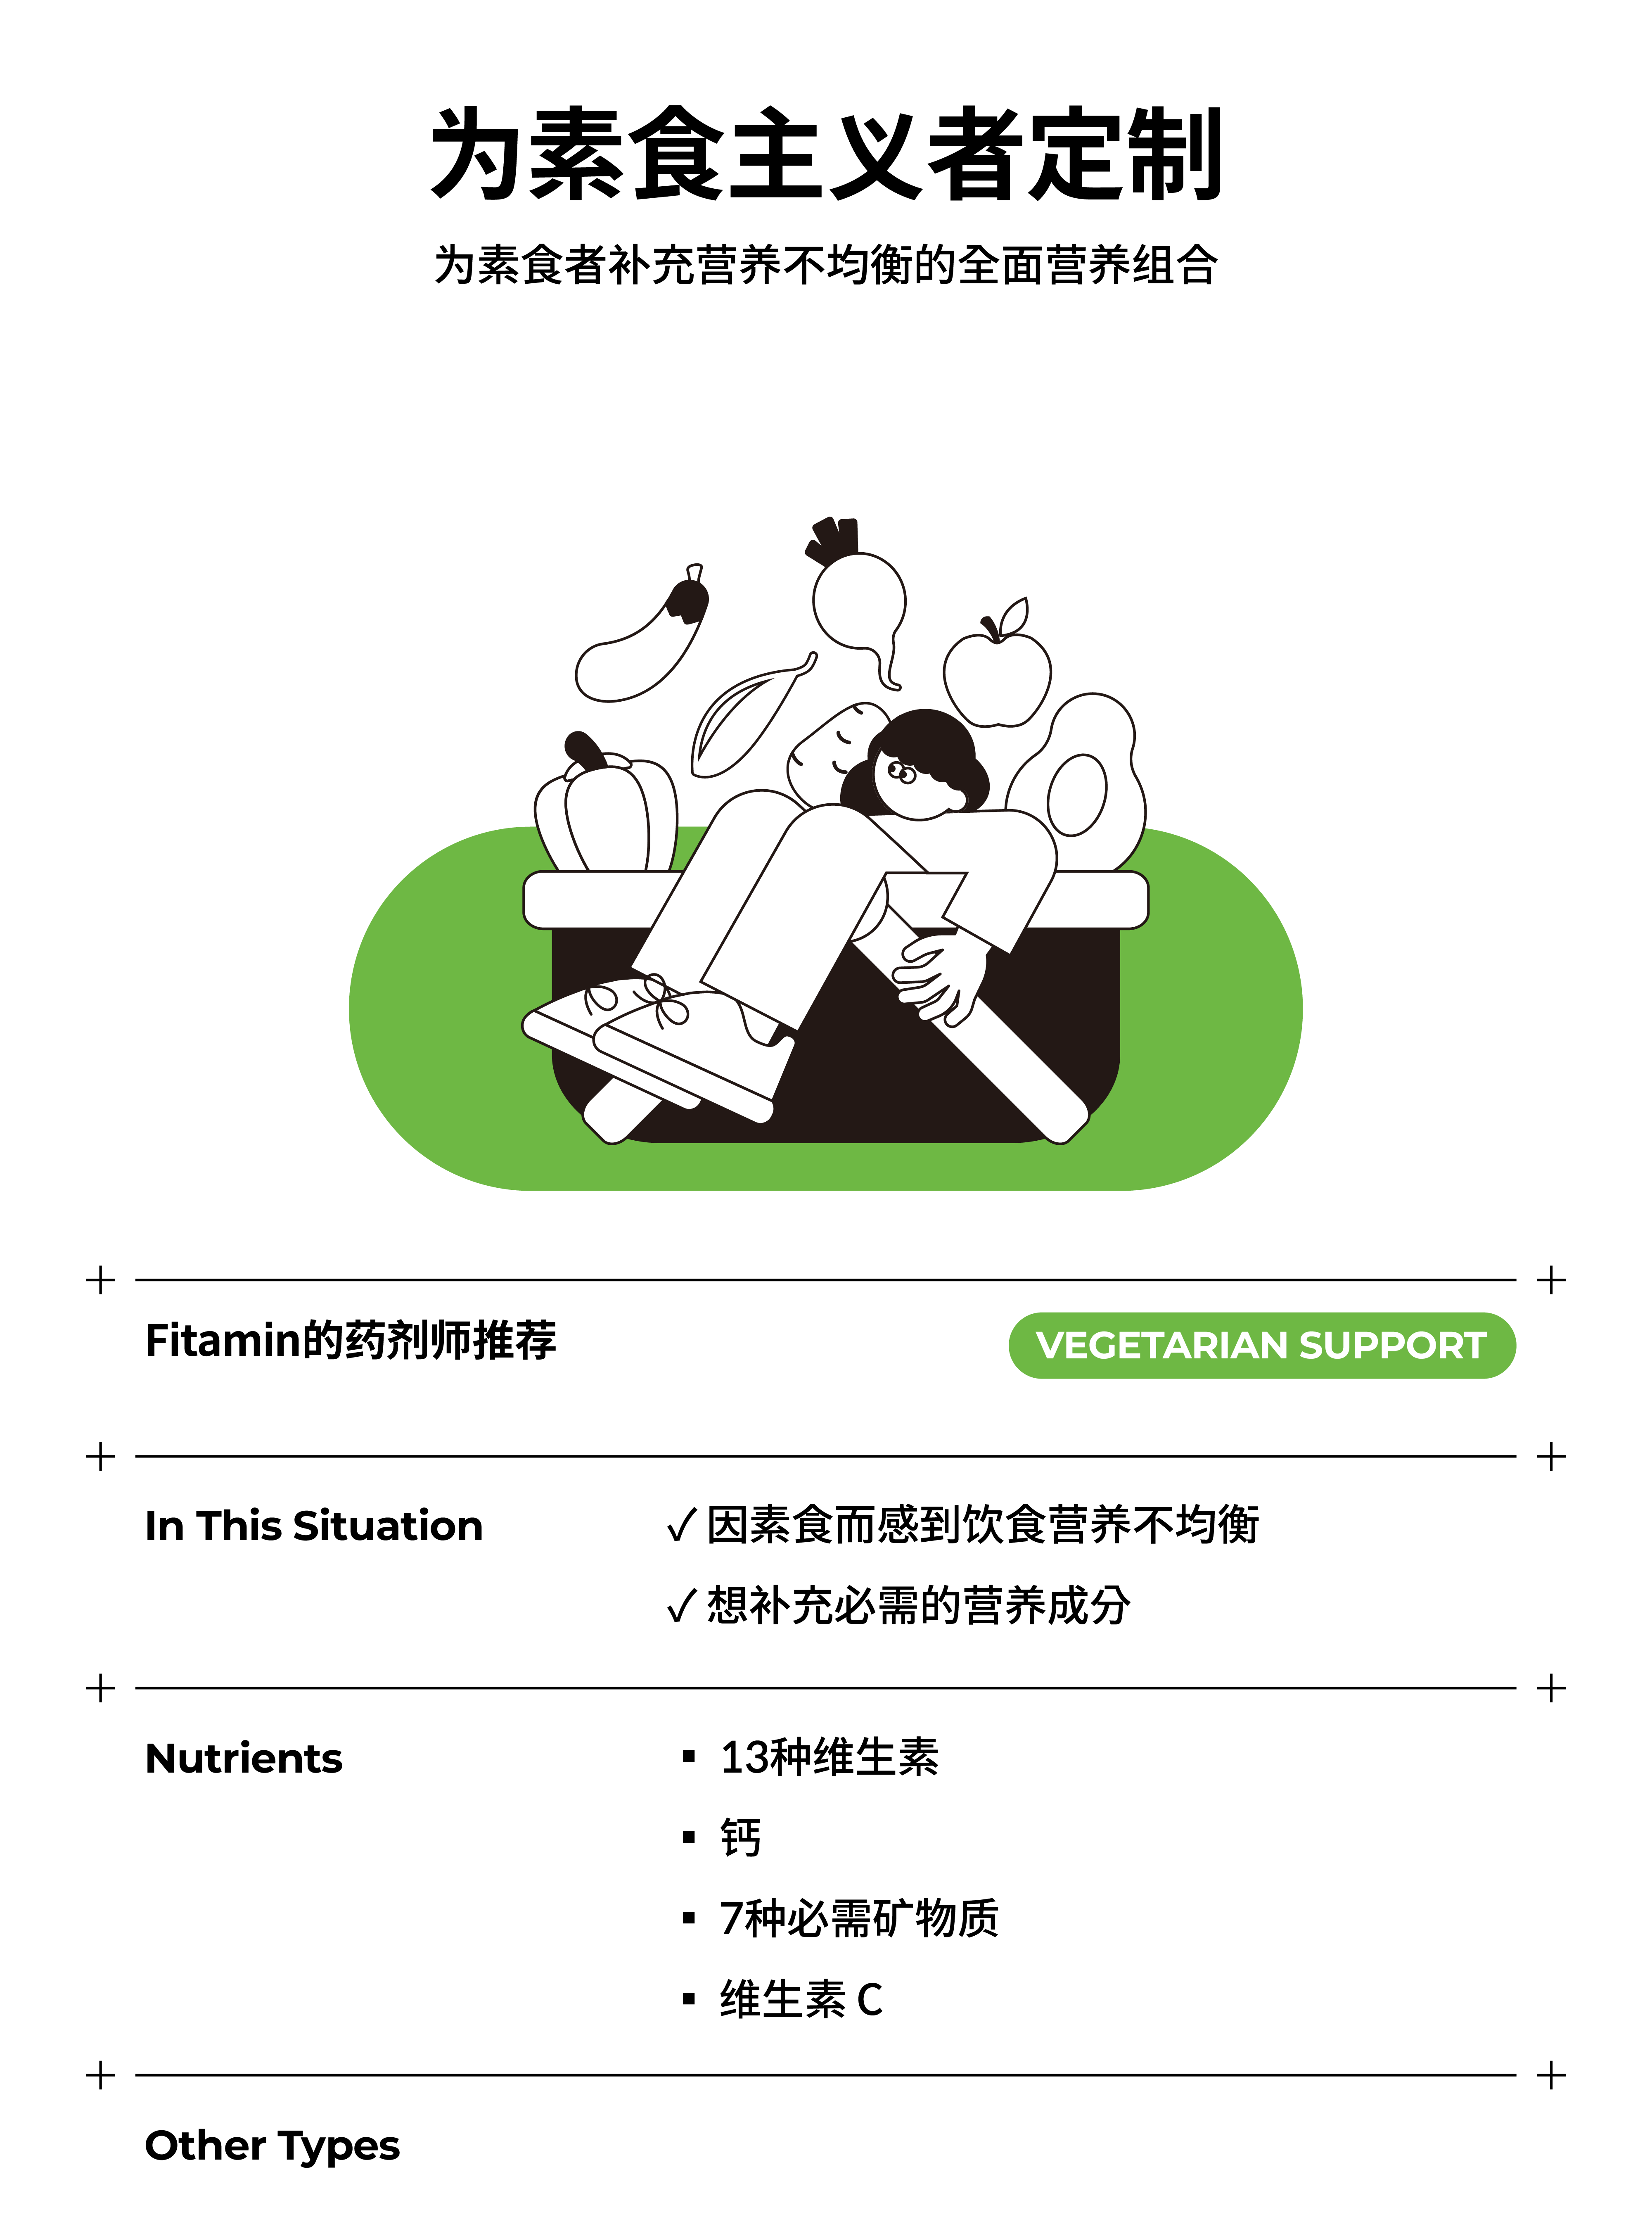 为素食主义者定制
为素食者补充营养不均衡的全面营养组合
Fitamin的药剂师推荐
VEGETARIAN SUPPORT
In This Situation
✓ 因素食而感到饮食营养不均衡
✓ 想补充必需的营养成分
Nutrients
▪ 13种维生素
▪ 钙
▪ 7种必需矿物质
▪ 维生素 C
Other Types